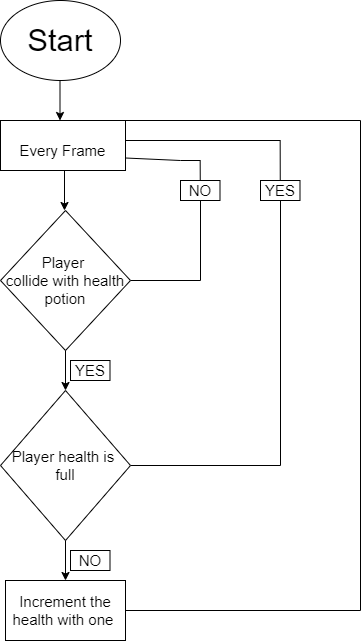 Start
Every Frame
NO
YES
Player
collide with health
potion
YES
Player health is
full
NO
Increment the
health with one